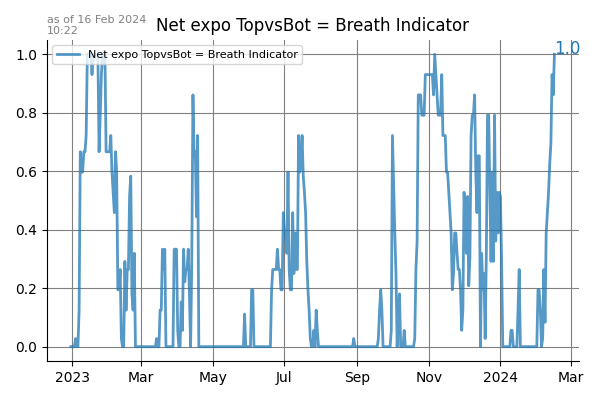 as of 16 Feb 2024
10:22
Net expo TopvsBot = Breath Indicator
1.0
Net expo TopvsBot = Breath Indicator
1.0
0.8
0.6
0.4
0.2
0.0
2023 Mar May Jul Sep Nov 2024 Mar